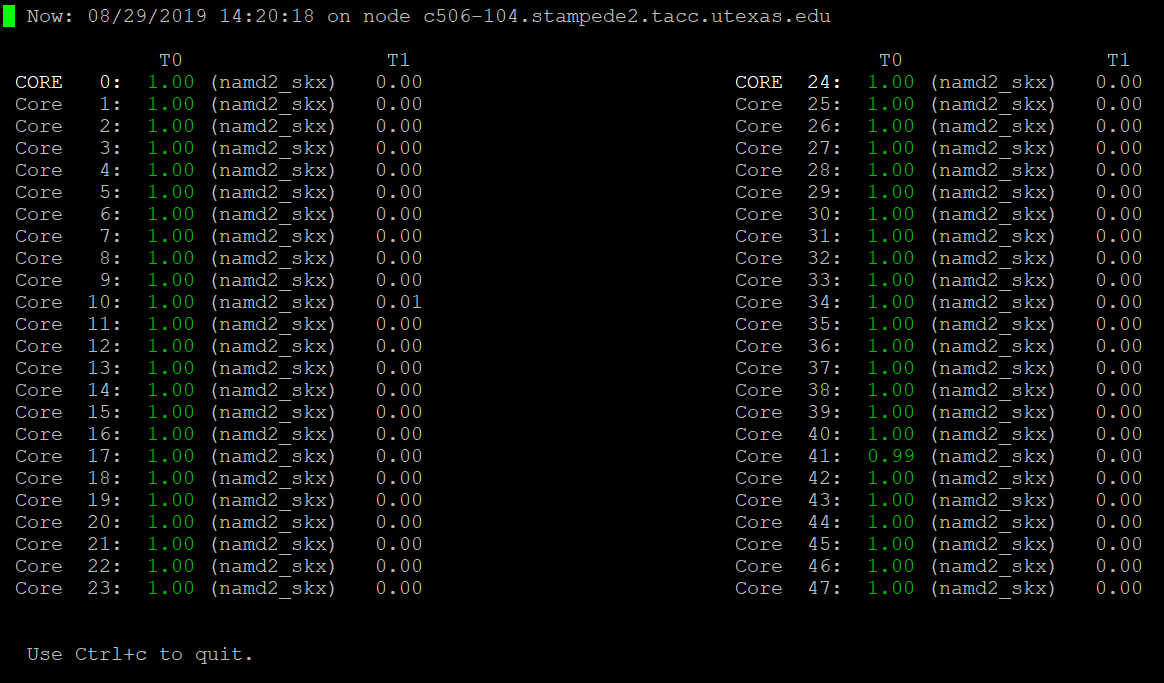 Now: 08/29/2019 14:20:18 on node c506-104.stampede2.tacc.utexas.edu
T0 T1 T0 T1
CORE 0: 1.00 (namd2_skx) 0.00 CORE 24: 1.00 (namd2_skx) 0.00
Core 1: 1.00 (namd2_skx) 0.00 Core 25: 1.00 (namd2_skx) 0.00
Core 2: 1.00 (namd2_skx) 0.00 Core 26: 1.00 (namd2_skx) 0.00
Core 3: 1.00 (namd2_skx) 0.00 Core 27: 1.00 (namd2_skx) 0.00
Core 4: 1.00 (namd2_skx) 0.00 Core 28: 1.00 (namd2_skx) 0.00
Core 5: 1.00 (namd2_skx) 0.00 Core 29: 1.00 (namd2_skx) 0.00
Core 6: 1.00 (namd2_skx) 0.00 Core 30: 1.00 (namd2_skx) 0.00
Core 7: 1.00 (namd2_skx) 0.00 Core 31: 1.00 (namd2_skx) 0.00
Core 8: 1.00 (namd2_skx) 0.00 Core 32: 1.00 (namd2_skx) 0.00
Core 9: 1.00 (namd2_skx) 0.00 Core 33: 1.00 (namd2_skx) 0.00
Core 10: 1.00 (namd2_skx) 0.01 Core 34: 1.00 (namd2_skx) 0.00
Core 11: 1.00 (namd2_skx) 0.00 Core 35: 1.00 (namd2_skx) 0.00
Core 12: 1.00 (namd2_skx) 0.00 Core 36: 1.00 (namd2_skx) 0.00
Core 13: 1.00 (namd2_skx) 0.00 Core 37: 1.00 (namd2_skx) 0.00
Core 14: 1.00 (namd2_skx) 0.00 Core 38: 1.00 (namd2_skx) 0.00
Core 15: 1.00 (namd2_skx) 0.00 Core 39: 1.00 (namd2_skx) 0.00
Core 16: 1.00 (namd2_skx) 0.00 Core 40: 1.00 (namd2_skx) 0.00
Core 17: 1.00 (namd2_skx) 0.00 Core 41: 0.99 (namd2_skx) 0.00
Core 18: 1.00 (namd2_skx) 0.00 Core 42: 1.00 (namd2_skx) 0.00
Core 19: 1.00 (namd2_skx) 0.00 Core 43: 1.00 (namd2_skx) 0.00
Core 20: 1.00 (namd2_skx) 0.00 Core 44: 1.00 (namd2_skx) 0.00
Core 21: 1.00 (namd2_skx) 0.00 Core 45: 1.00 (namd2_skx) 0.00
Core 22: 1.00 (namd2_skx) 0.00 Core 46: 1.00 (namd2_skx) 0.00
Core 23: 1.00 (namd2_skx) 0.00 Core 47: 1.00 (namd2_skx) 0.00
Use Ctrl+c to quit.